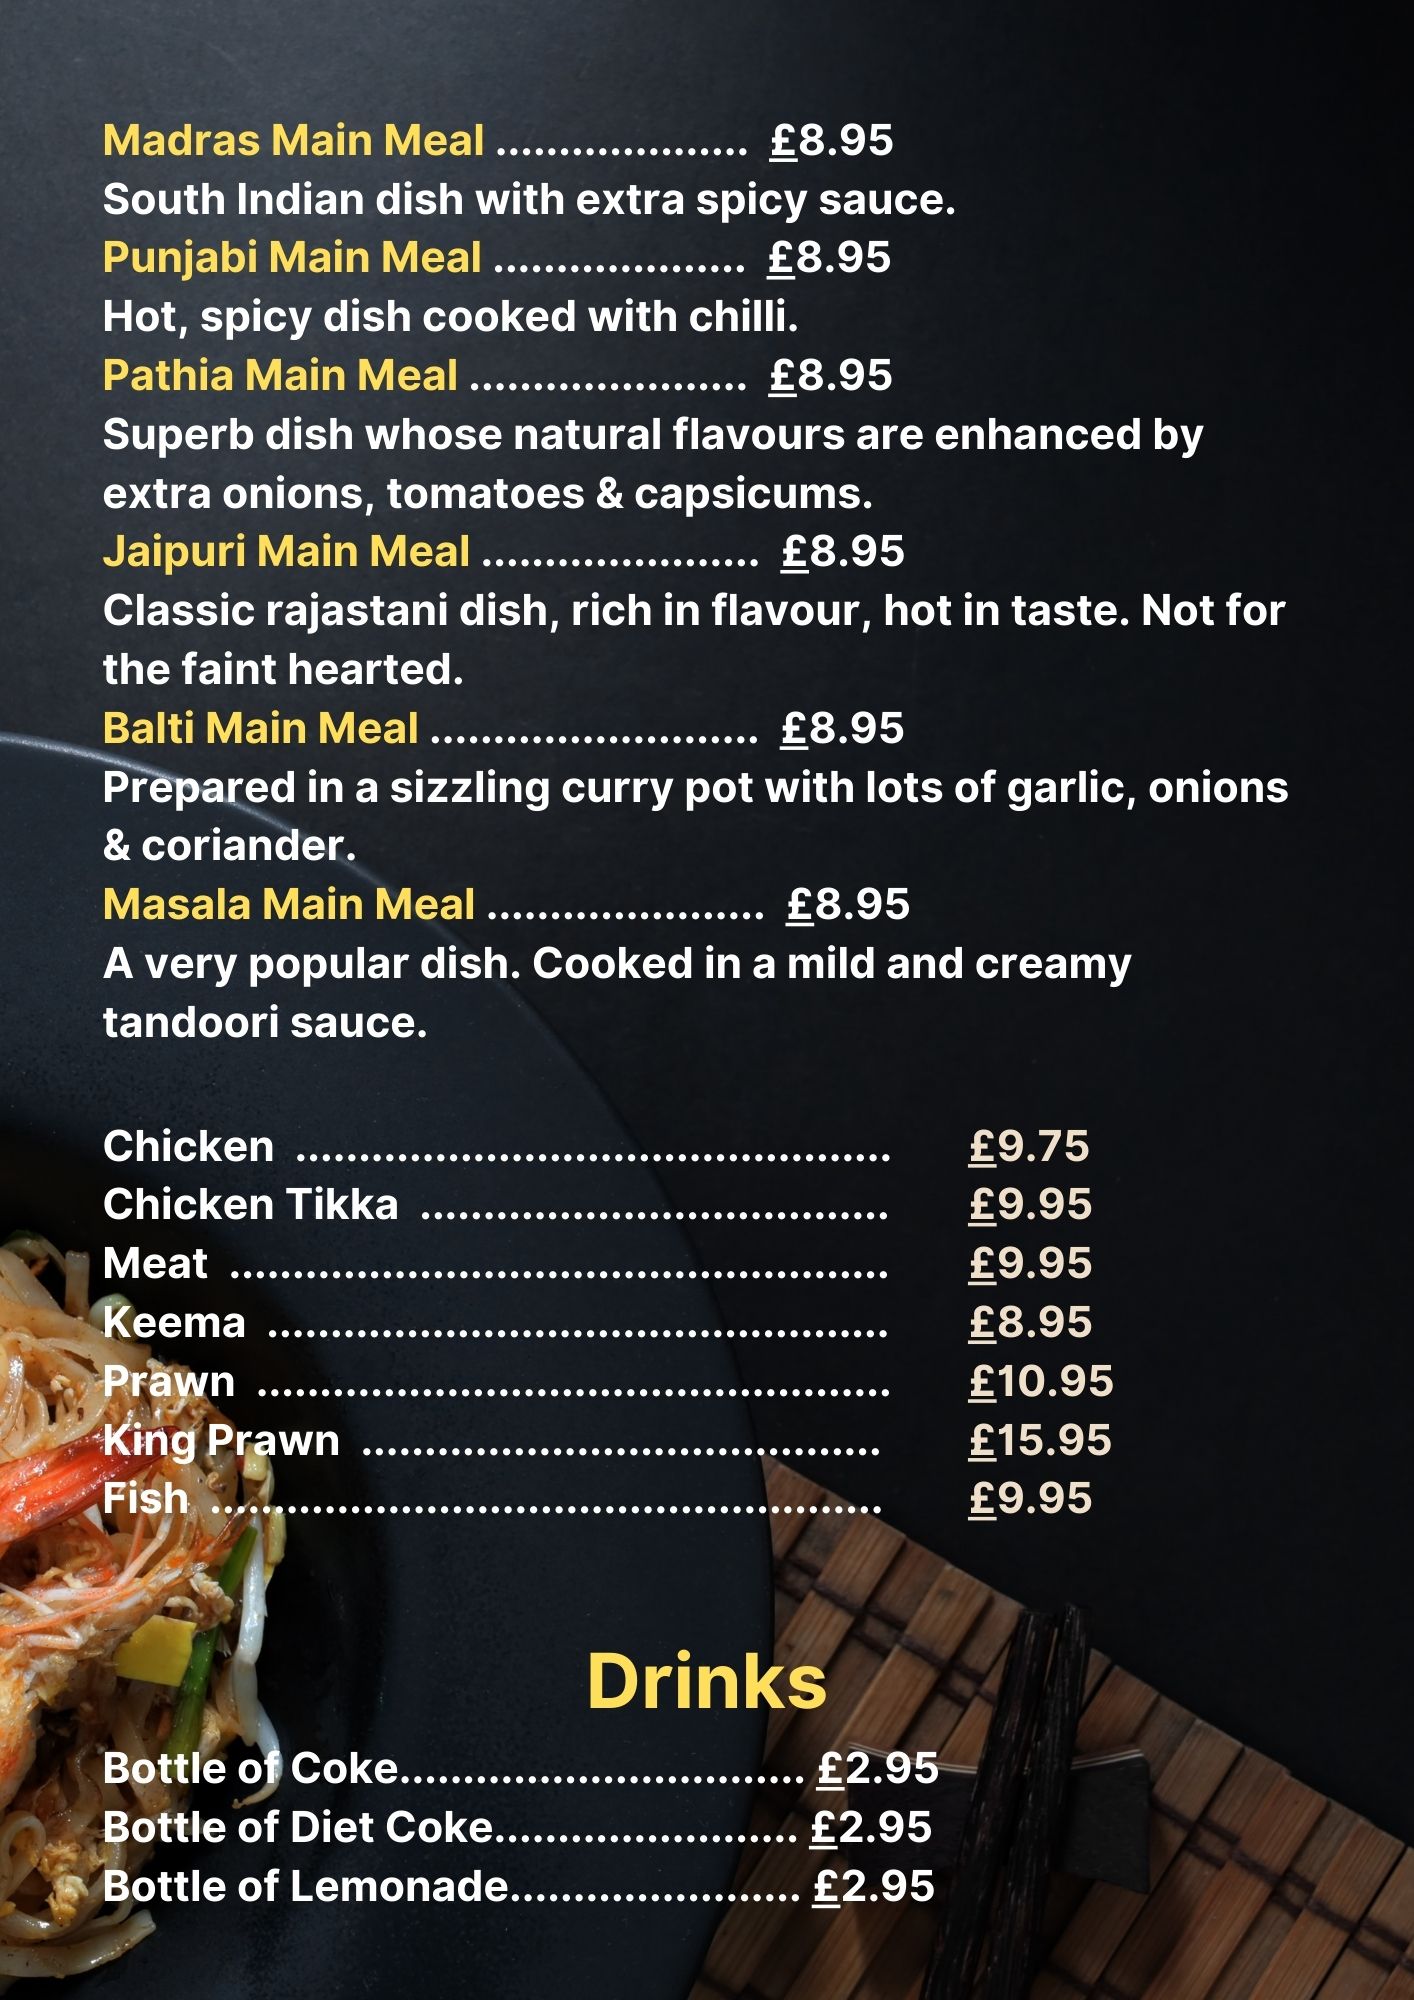 Madras Main Meal .................... £8.95
South Indian dish with extra spicy sauce.
Punjabi Main Meal .................... £8.95
Hot, spicy dish cooked with chilli.
Pathia Main Meal ...................... £8.95
Superb dish whose natural flavours are enhanced by
extra onions, tomatoes & capsicums.
Jaipuri Main Meal ...................... £8.95
Classic rajastani dish, rich in flavour, hot in taste. Not for
the faint hearted.
Balti Main Meal .......................... £8.95
Prepared in a sizzling curry pot with lots of garlic, onions
& coriander.
Masala Main Meal ...................... £8.95
A very popular dish. Cooked in a mild and creamy
tandoori sauce.
Chicken ............................................... £9.75
Chicken Tikka ..................................... £9.95
Meat .................................................... £9.95
Keema ................................................. £8.95
Prawn .................................................. £10.95
King Prawn ......................................... £15.95
Fish ..................................................... £9.95
Drinks
Bottle of Coke................................ £2.95
Bottle of Diet Coke........................ £2.95
Bottle of Lemonade....................... £2.95